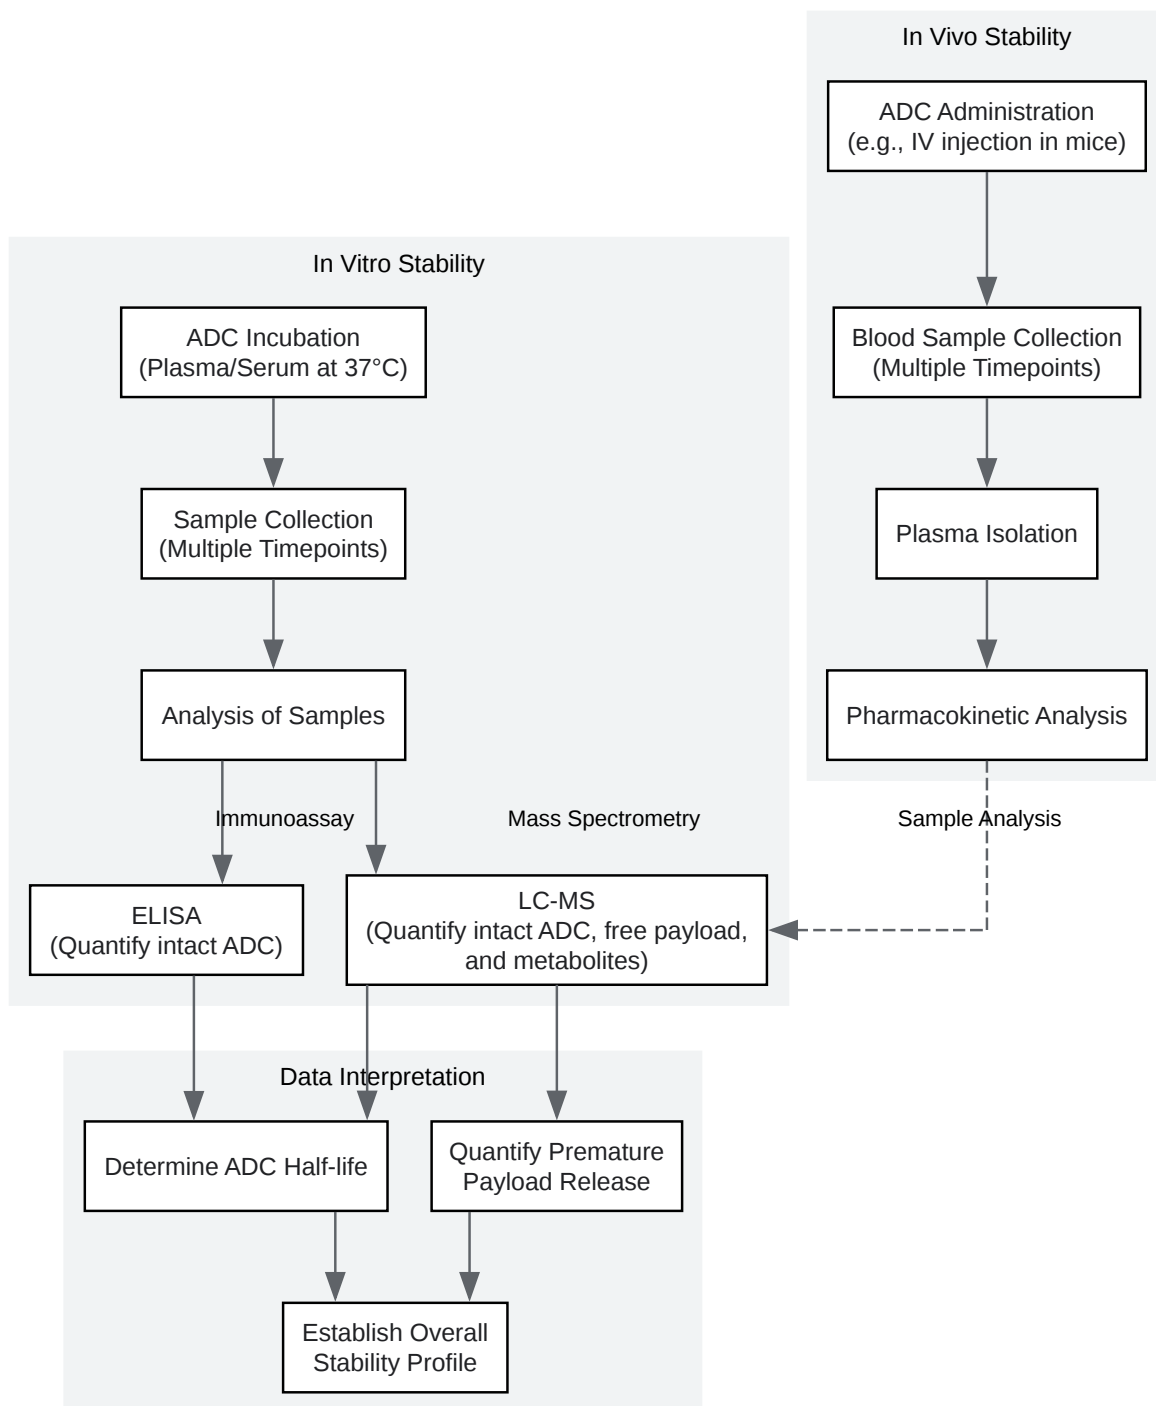 In Vivo Stability
ADC Administration
(e.g., IV injection in mice)
In Vitro Stability
ADC Incubation
(Plasma/Serum at 37°C)
Blood Sample Collection
(Multiple Timepoints)
Sample Collection
(Multiple Timepoints)
Plasma Isolation
Analysis of Samples
Pharmacokinetic Analysis
Immunoassay
Mass Spectrometry
Sample Analysis
ELISA
(Quantify intact ADC)
LC-MS
(Quantify intact ADC, free payload,
and metabolites)
Data Interpretation
Determine ADC Half-life
Quantify Premature
Payload Release
Establish Overall
Stability Profile